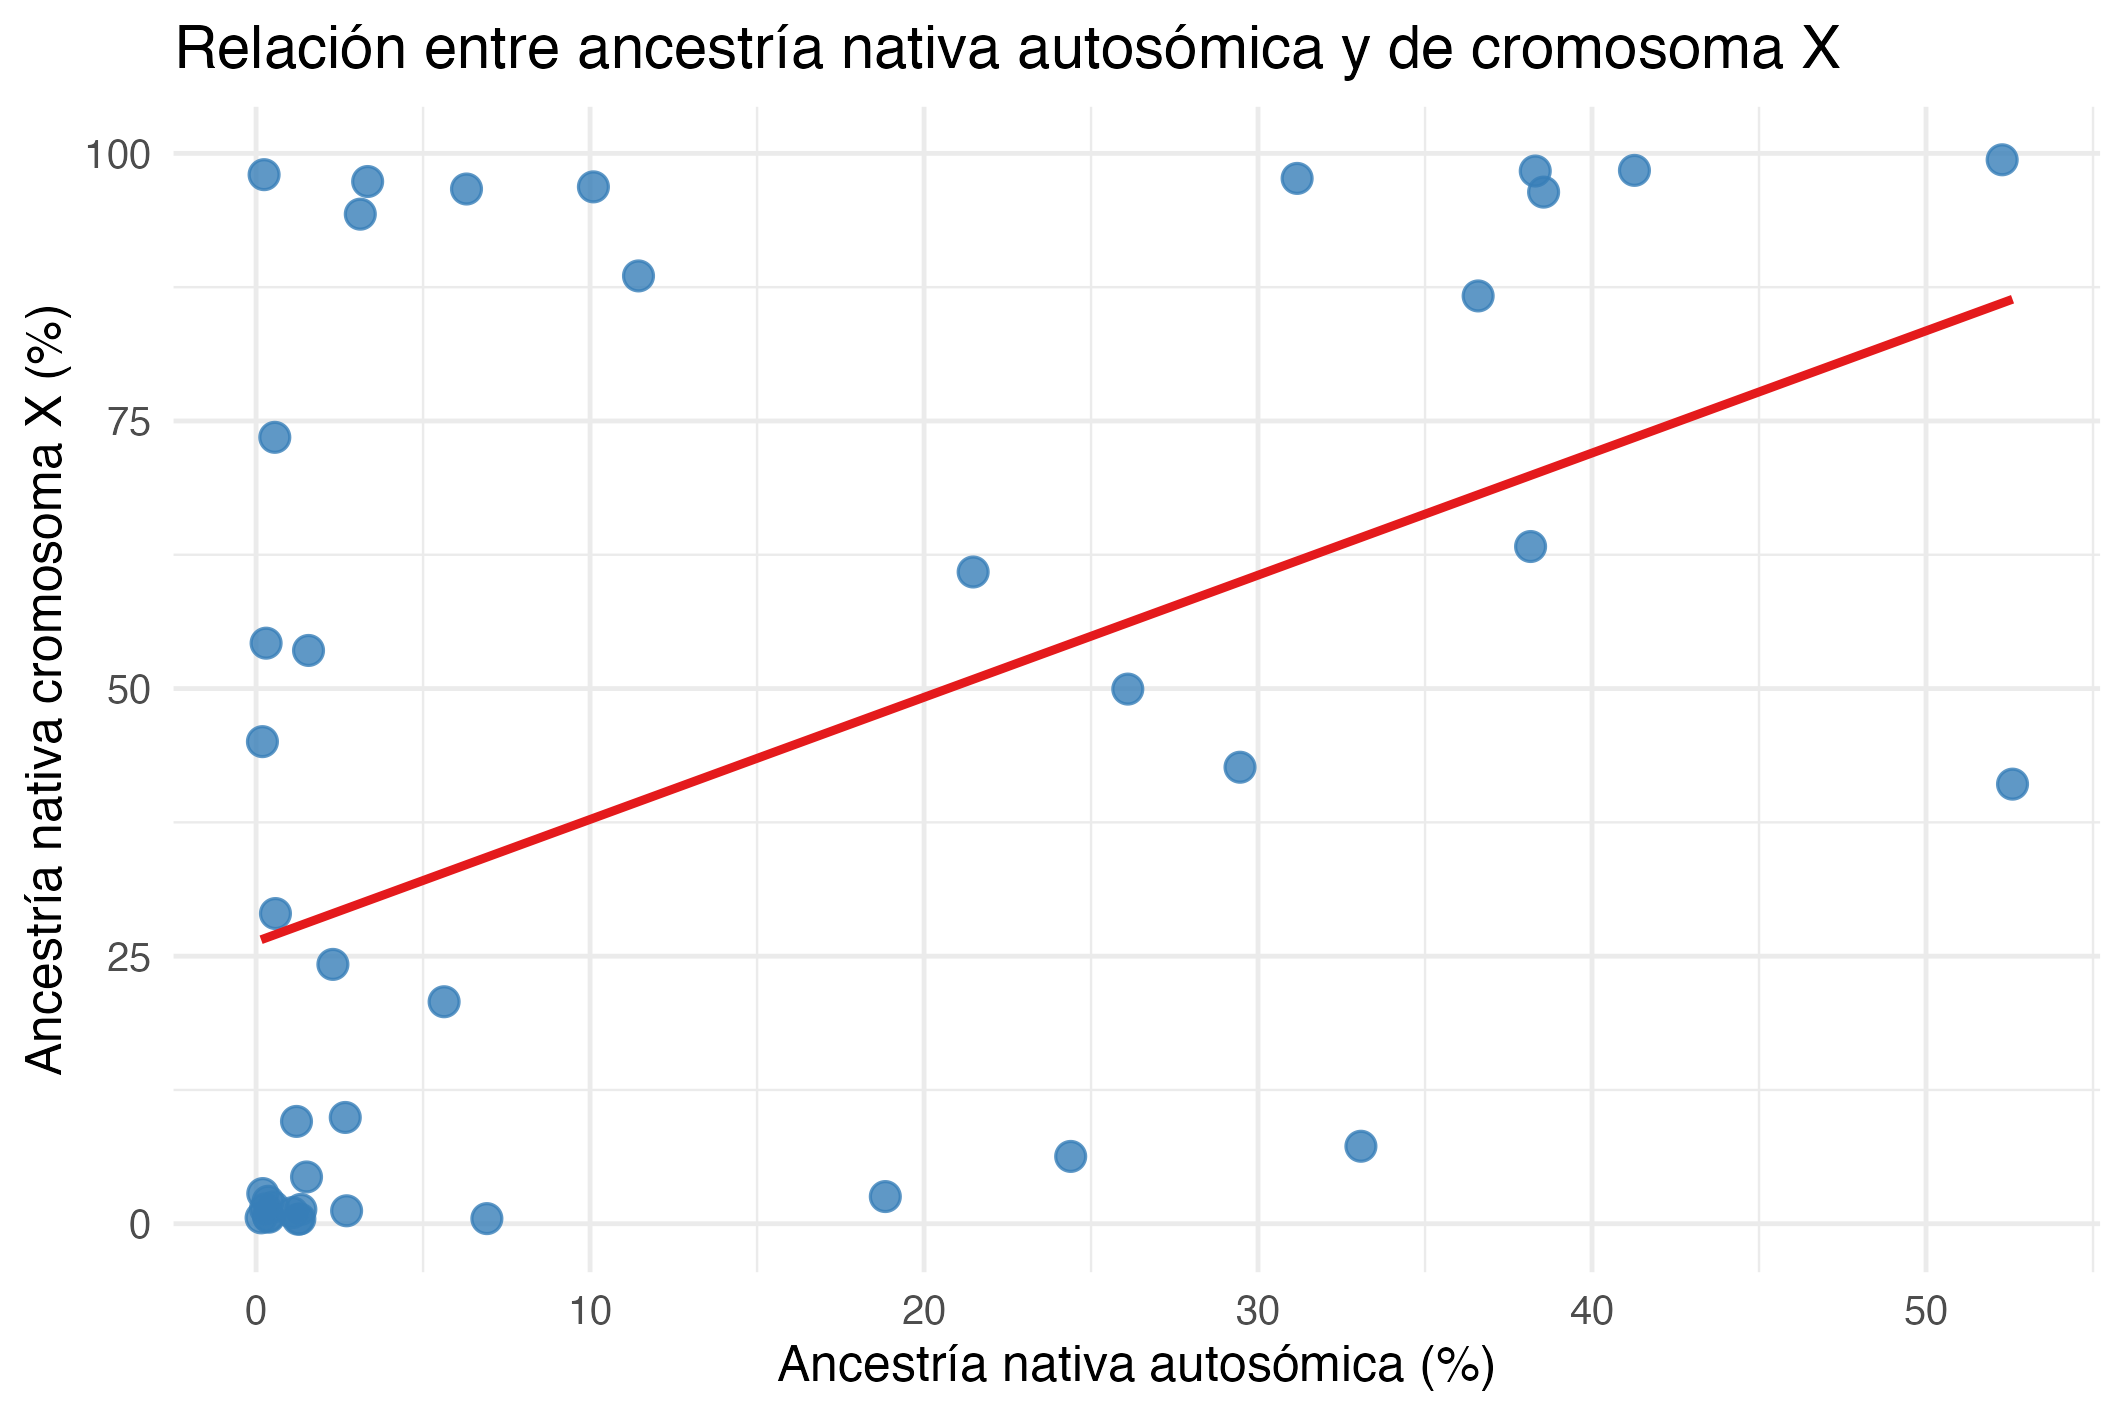 Relación entre ancestría nativa autosómica y de cromosoma X
Ancestría nativa cromosoma X (%)
100
75
50
25
0
0 10 20 30 40 50
Ancestría nativa autosómica (%)